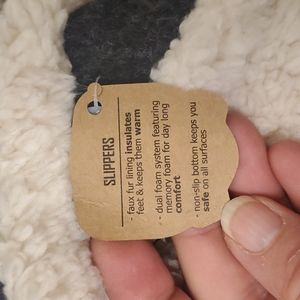 SLIPPERS
- faux fur lining insulates
feet & keeps them warm
- dual foam system featuring
memory foam for day long
comfort
- non-slip bottom keeps you
safe on all surfaces